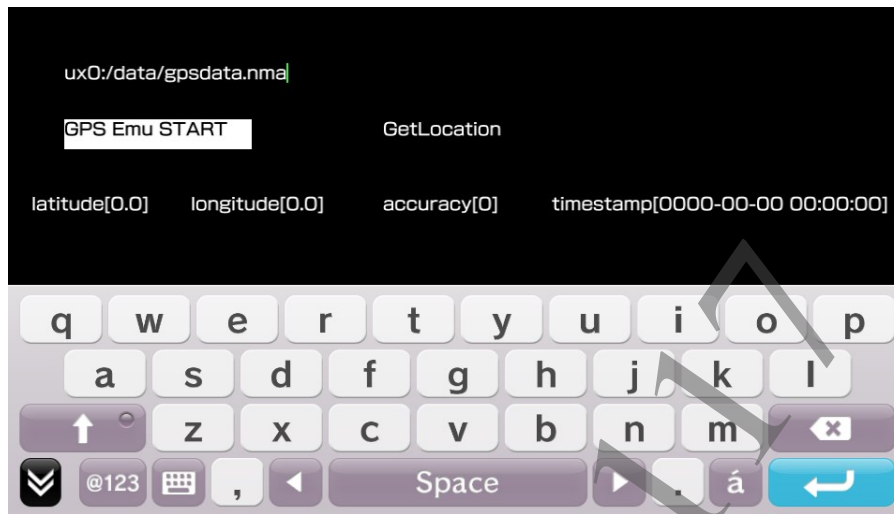 ux0:/data/gpsdata.nma
GPS Emu START GetLocation
latitude[0.0] longitude[0.0] accuracy[0] timestamp[0000-00-00 00:00:00]
q w e r t y u i o p
a s d f g h j k l
z x c v b n m
@123 , Space . á